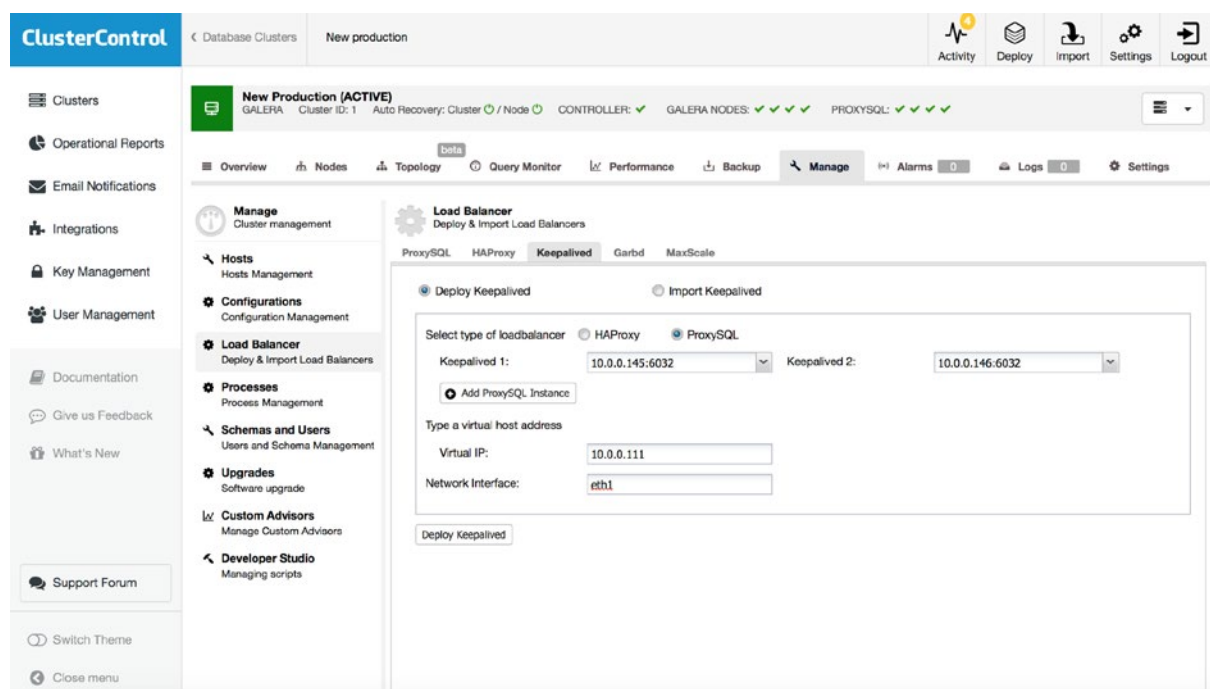 ClusterControl
Database Clusters New production
4
Activity Deploy Import Settings Logout
Clusters
Operational Reports
Email Notifications
Integrations
Key Management
User Management
Documentation
Give us Feedback
What's New
Support Forum
Switch Theme
Close menu
New Production (ACTIVE)
GALERA Cluster ID: 1 Auto Recovery: Cluster / Node CONTROLLER: GALERA NODES: PROXYSQL:
beta
Overview Nodes Topology Query Monitor Performance Backup Manage Alarms 0 Logs 0 Settings
Manage
Cluster management
Hosts
Hosts Management
Configurations
Configuration Management
Load Balancer
Deploy & Import Load Balancers
Processes
Process Management
Schemas and Users
Users and Schema Management
Upgrades
Software upgrade
Custom Advisors
Manage Custom Advisors
Developer Studio
Managing scripts
Load Balancer
Deploy & Import Load Balancers
ProxySQL HAProxy Keepalived Garbd MaxScale
Deploy Keepalived Import Keepalived
Select type of loadbalancer HAProxy ProxySQL
Keepalived 1: 10.0.0.145:6032 Keepalived 2: 10.0.0.146:6032
Add ProxySQL Instance
Type a virtual host address
Virtual IP: 10.0.0.111
Network Interface: eth1
Deploy Keepalived